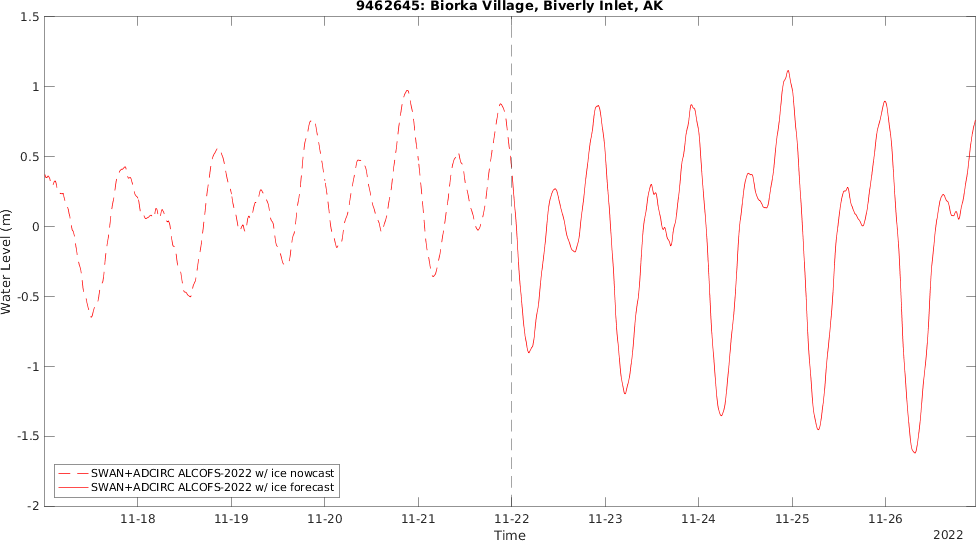 9462645: Biorka Village, Biverly Inlet, AK
1.5
1
0.5
0
-0.5
-1
-1.5
-2
Water Level (m)
SWAN+ADCIRC ALCOFS-2022 w/ ice nowcast
SWAN+ADCIRC ALCOFS-2022 w/ ice forecast
11-18 11-19 11-20 11-21 11-22 11-23 11-24 11-25 11-26
Time
2022